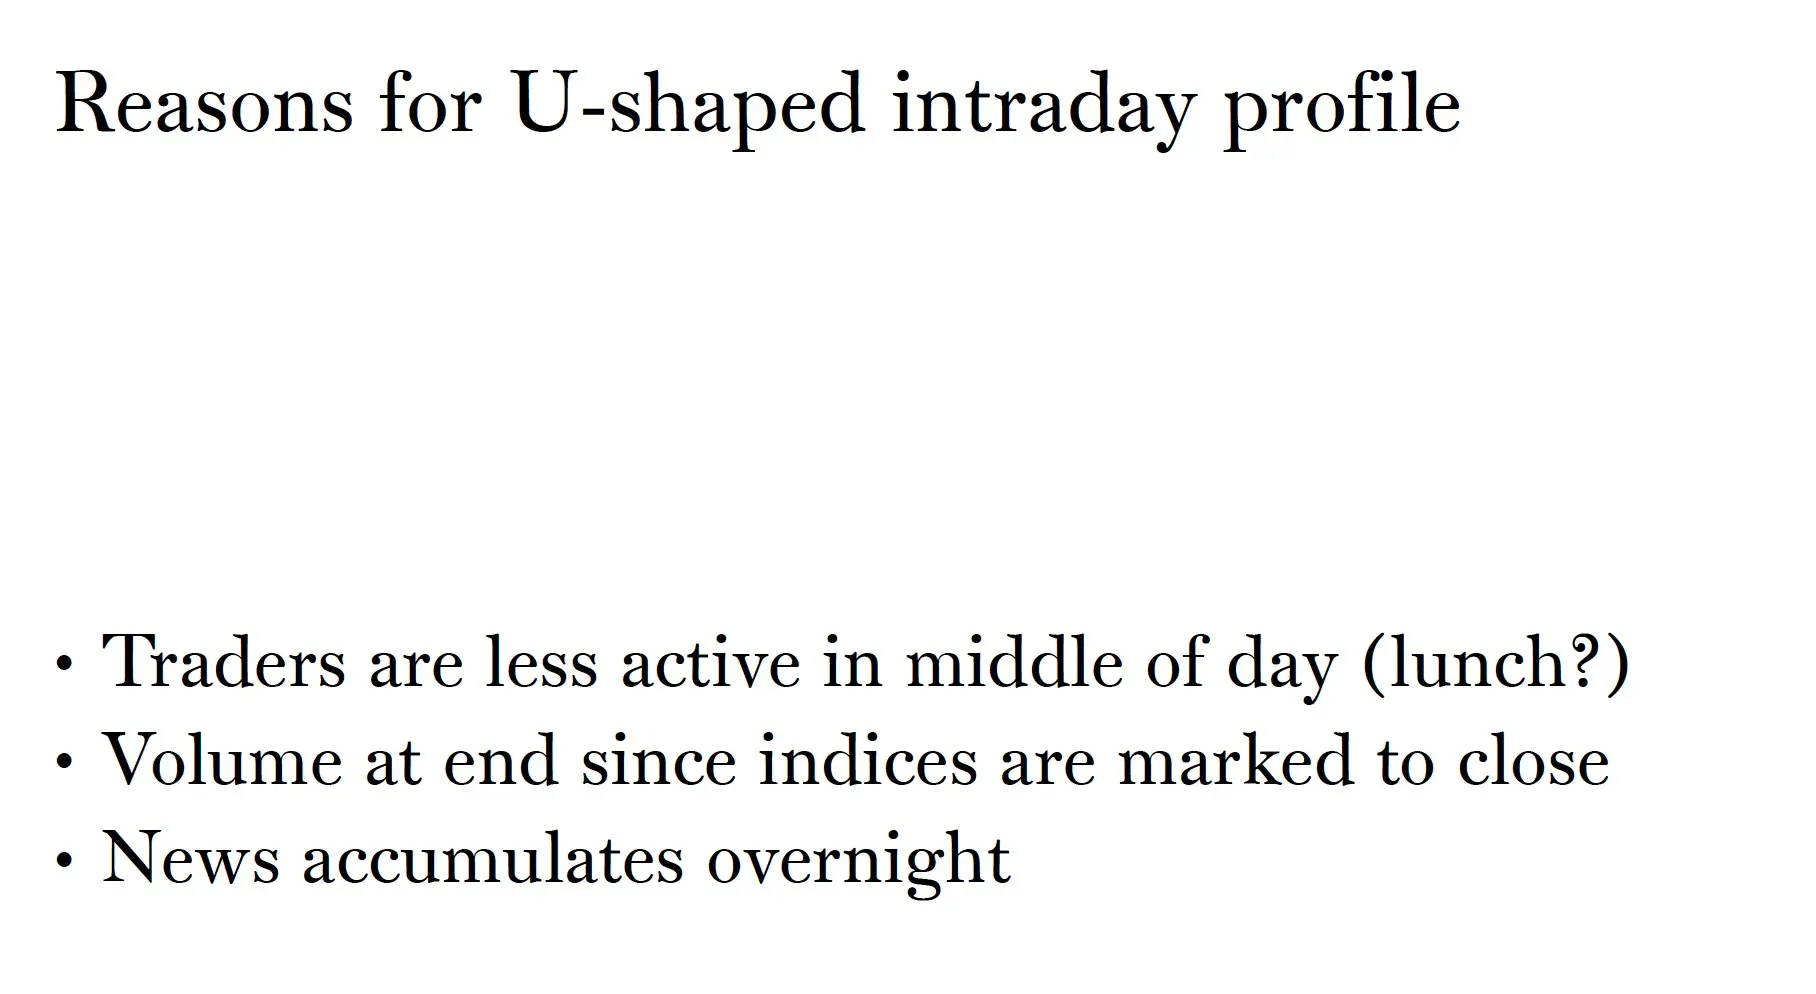 Reasons for U-shaped intraday profile
• Traders are less active in middle of day (lunch?)
• Volume at end since indices are marked to close
• News accumulates overnight